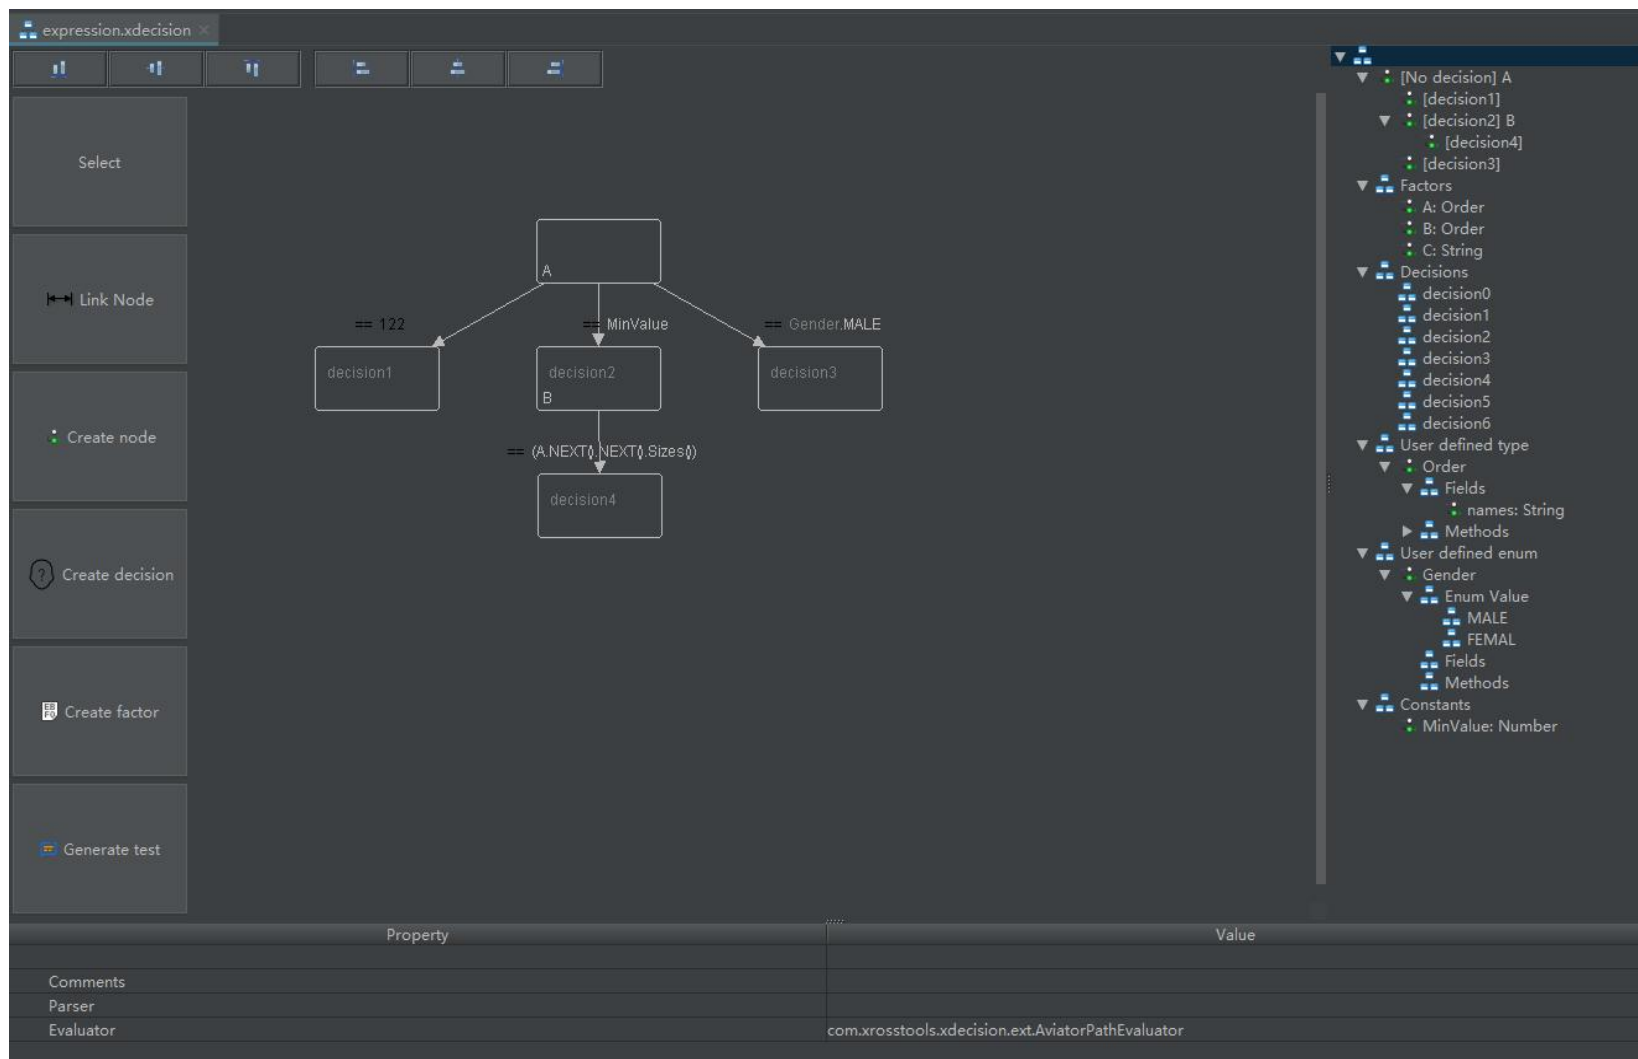 expression.xdecision
Select
Link Node
Create node
Create decision
Create factor
Generate test
A
== 122
== MinValue
== Gender.MALE
decision1
decision2
B
decision3
== (A.NEXT().NEXT().Sizes())
decision4
[No decision] A
[decision1]
[decision2] B
[decision4]
[decision3]
Factors
A: Order
B: Order
C: String
Decisions
decision0
decision1
decision2
decision3
decision4
decision5
decision6
User defined type
Order
Fields
names: String
Methods
User defined enum
Gender
Enum Value
MALE
FEMAL
Fields
Methods
Constants
MinValue: Number
Property Value
Comments
Parser
Evaluator com.xrosstools.xdecision.ext.AviatorPathEvaluator